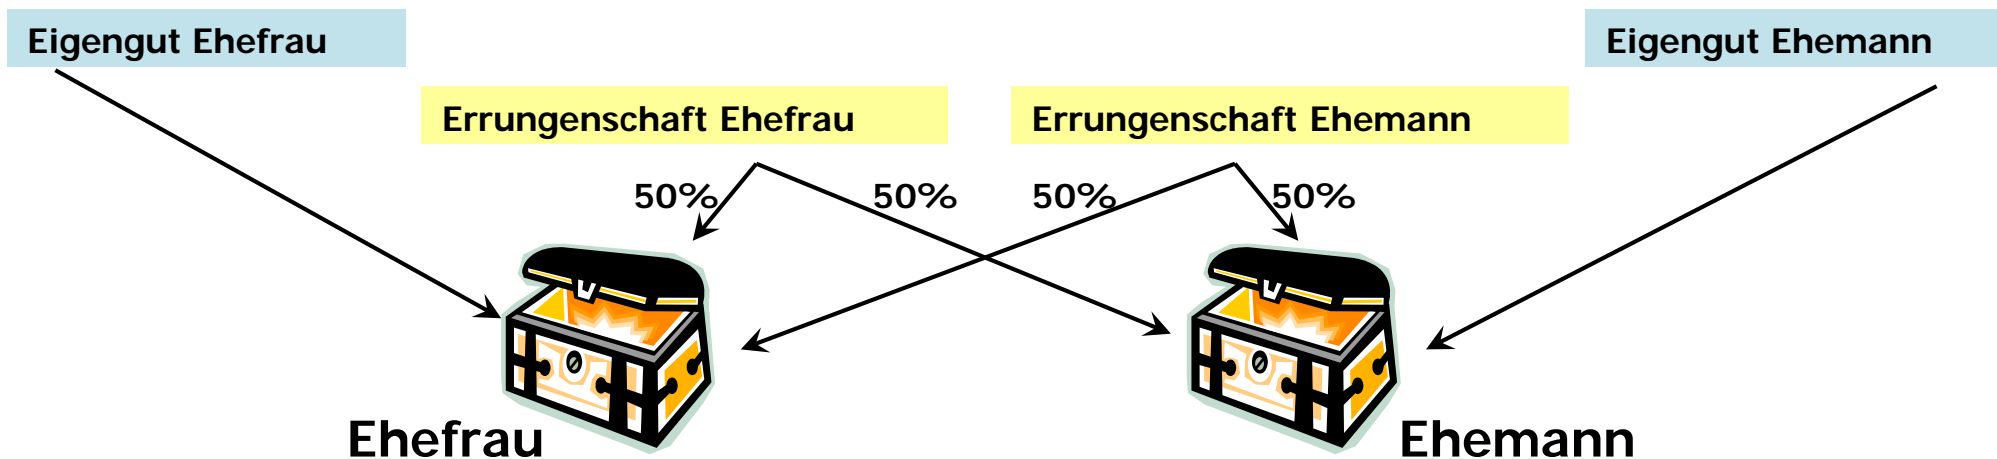 Eigengut Ehefrau
Eigengut Ehemann
Errungenschaft Ehefrau
Errungenschaft Ehemann
50%
50%
50%
50%
Ehefrau
Ehemann